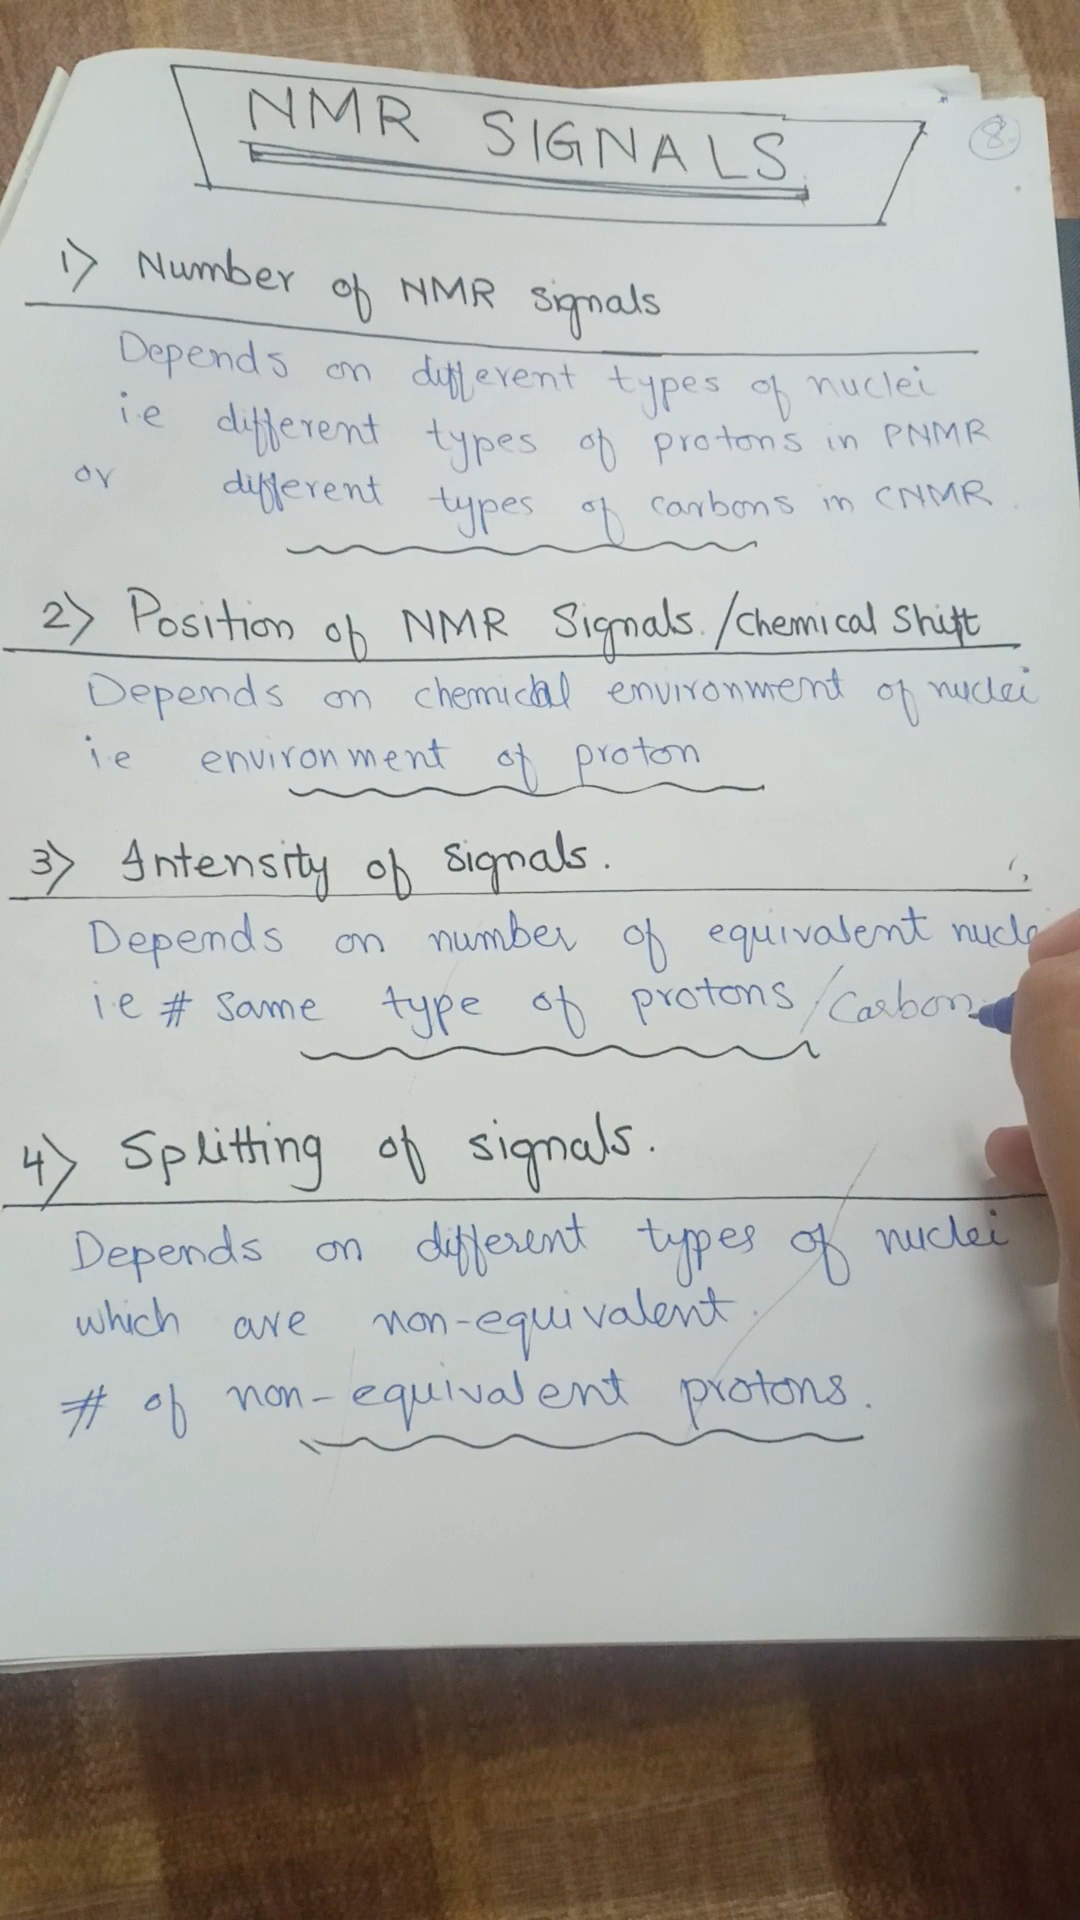 NMR SIGNALS
8
1) Number of NMR signals
Depends on different types of nuclei
i.e different types of protons in PNMR
or different types of carbons in CNMR
2) Position of NMR Signals./chemical Shift
Depends on chemical environment of nuclei
i.e environment of proton
3) Intensity of signals.
Depends on number of equivalent
i.e # same type of protons/Carbon
4) Splitting of signals.
Depends on different types of nuclei
which are non-equivalent.
# of non-equivalent protons.